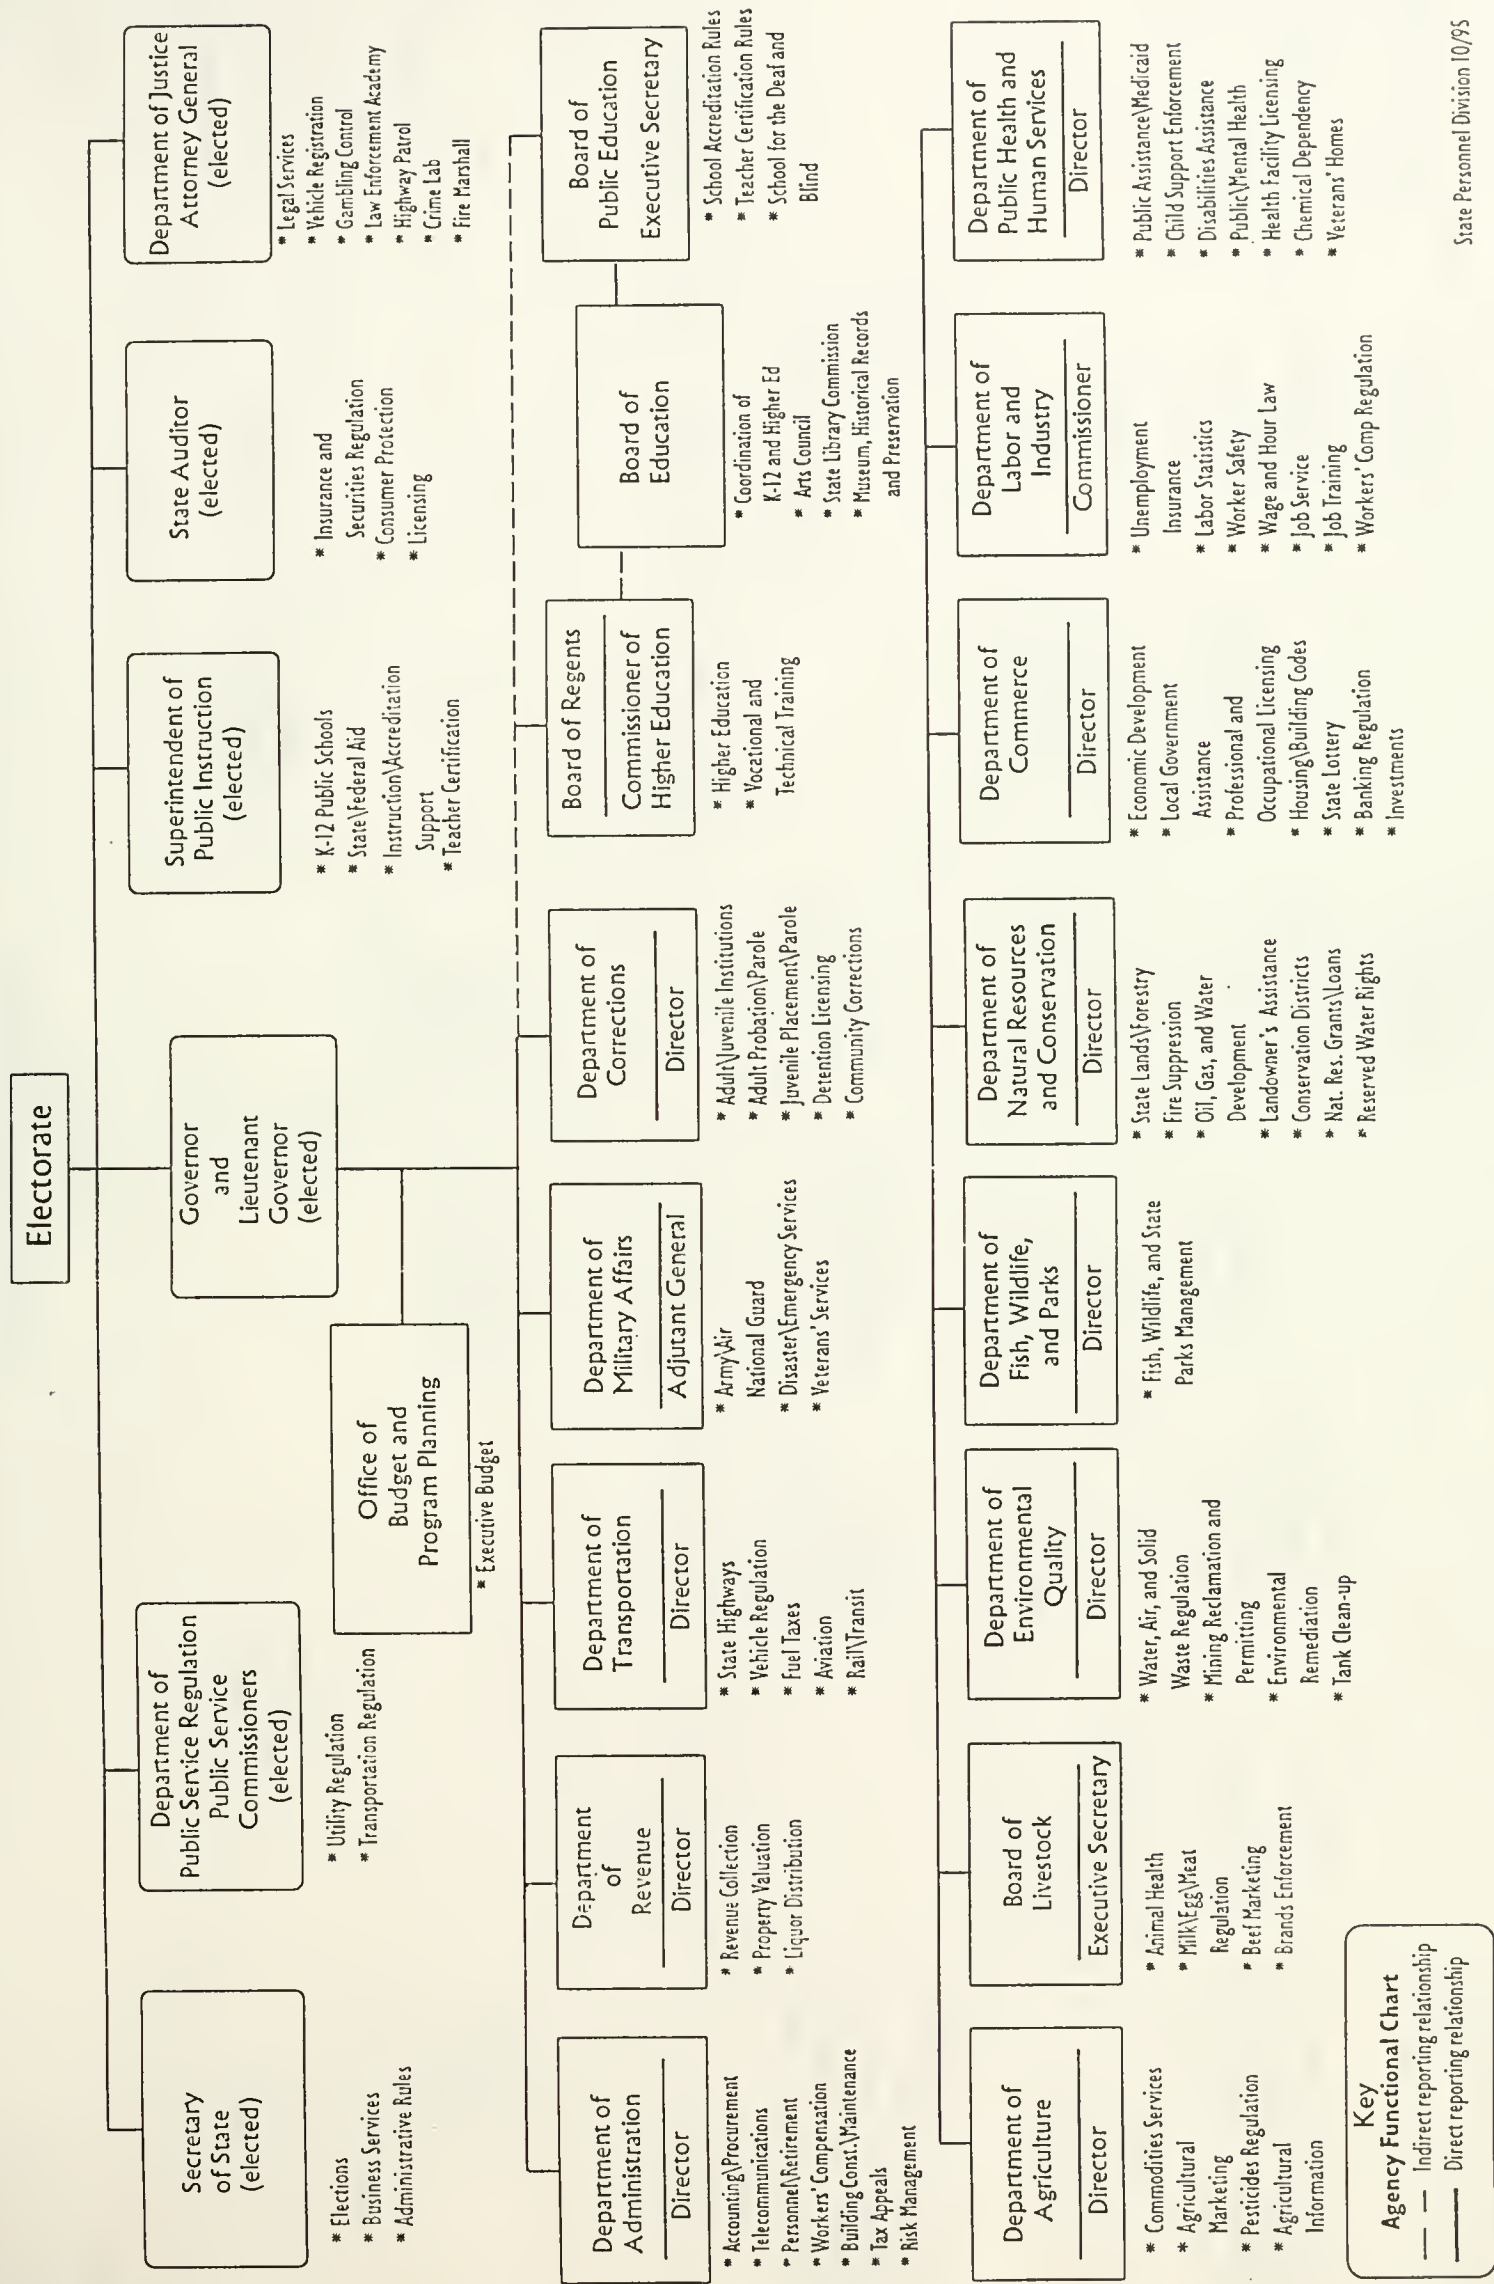 Electorate
Secretary
of State
(elected)
* Elections
* Business Services
* Administrative Rules
Department of
Public Service Regulation
Public Service
Commissioners
(elected)
* Utility Regulation
* Transportation Regulation
Governor
and
Lieutenant
Governor
(elected)
Office of
Budget and
Program Planning
* Executive Budget
Superintendent of
Public Instruction
(elected)
* K-12 Public Schools
* State\Federal Aid
* Instruction\Accreditation
Support
* Teacher Certification
State Auditor
(elected)
* Insurance and
Securities Regulation
* Consumer Protection
* Licensing
Department of Justice
Attorney General
(elected)
* Legal Services
* Vehicle Registration
* Gambling Control
* Law Enforcement Academy
* Highway Patrol
* Crime Lab
* Fire Marshall
Department of
Administration
Director
* Accounting\Procurement
* Telecommunications
* Personnel\Retirement
* Workers' Compensation
* Building Const.\Maintenance
* Tax Appeals
* Risk Management
Department
of
Revenue
Director
* Revenue Collection
* Property Valuation
* Liquor Distribution
Department of
Transportation
Director
* State Highways
* Vehicle Regulation
* Fuel Taxes
* Aviation
* Rail\Transit
Department of
Military Affairs
Adjutant General
* Army\Air
National Guard
* Disaster\Emergency Services
* Veterans' Services
Department of
Corrections
Director
* Adult\Juvenile Institutions
* Adult Probation\Parole
* Juvenile Placement\Parole
* Detention Licensing
* Community Corrections
Board of Regents
Commissioner of
Higher Education
* Higher Education
* Vocational and
Technical Training
Board of
Education
* Coordination of
K-12 and Higher Ed
* Arts Council
* State Library Commission
* Museum, Historical Records
and Preservation
Board of
Public Education
Executive Secretary
* School Accreditation Rules
* Teacher Certification Rules
* School for the Deaf and
Blind
Department of
Agriculture
Director
* Commodities Services
* Agricultural
Marketing
* Pesticides Regulation
* Agricultural
Information
Board of
Livestock
Executive Secretary
* Animal Health
* Milk\Egg\Meat
Regulation
* Beef Marketing
* Brands Enforcement
Department of
Environmental
Quality
Director
* Water, Air, and Solid
Waste Regulation
* Mining Reclamation and
Permitting
* Environmental
Remediation
* Tank Clean-up
Department of
Fish, Wildlife,
and Parks
Director
* Fish, Wildlife, and State
Parks Management
Department of
Natural Resources
and Conservation
Director
* State Lands\Forestry
* Fire Suppression
* Oil, Gas, and Water
Development
* Landowner's Assistance
* Conservation Districts
* Nat. Res. Grants\Loans
* Reserved Water Rights
Department of
Commerce
Director
* Economic Development
* Local Government
Assistance
* Professional and
Occupational Licensing
* Housing\Building Codes
* State Lottery
* Banking Regulation
* Investments
Department of
Labor and
Industry
Commissioner
* Unemployment
Insurance
* Labor Statistics
* Worker Safety
* Wage and Hour Law
* Job Service
* Job Training
* Workers' Comp Regulation
Department of
Public Health and
Human Services
Director
* Public Assistance\Medicaid
* Child Support Enforcement
* Disabilities Assistance
* Public\Mental Health
* Health Facility Licensing
* Chemical Dependency
* Veterans' Homes
Key
Agency Functional Chart
Indirect reporting relationship
Direct reporting relationship
State Personnel Division 10/95